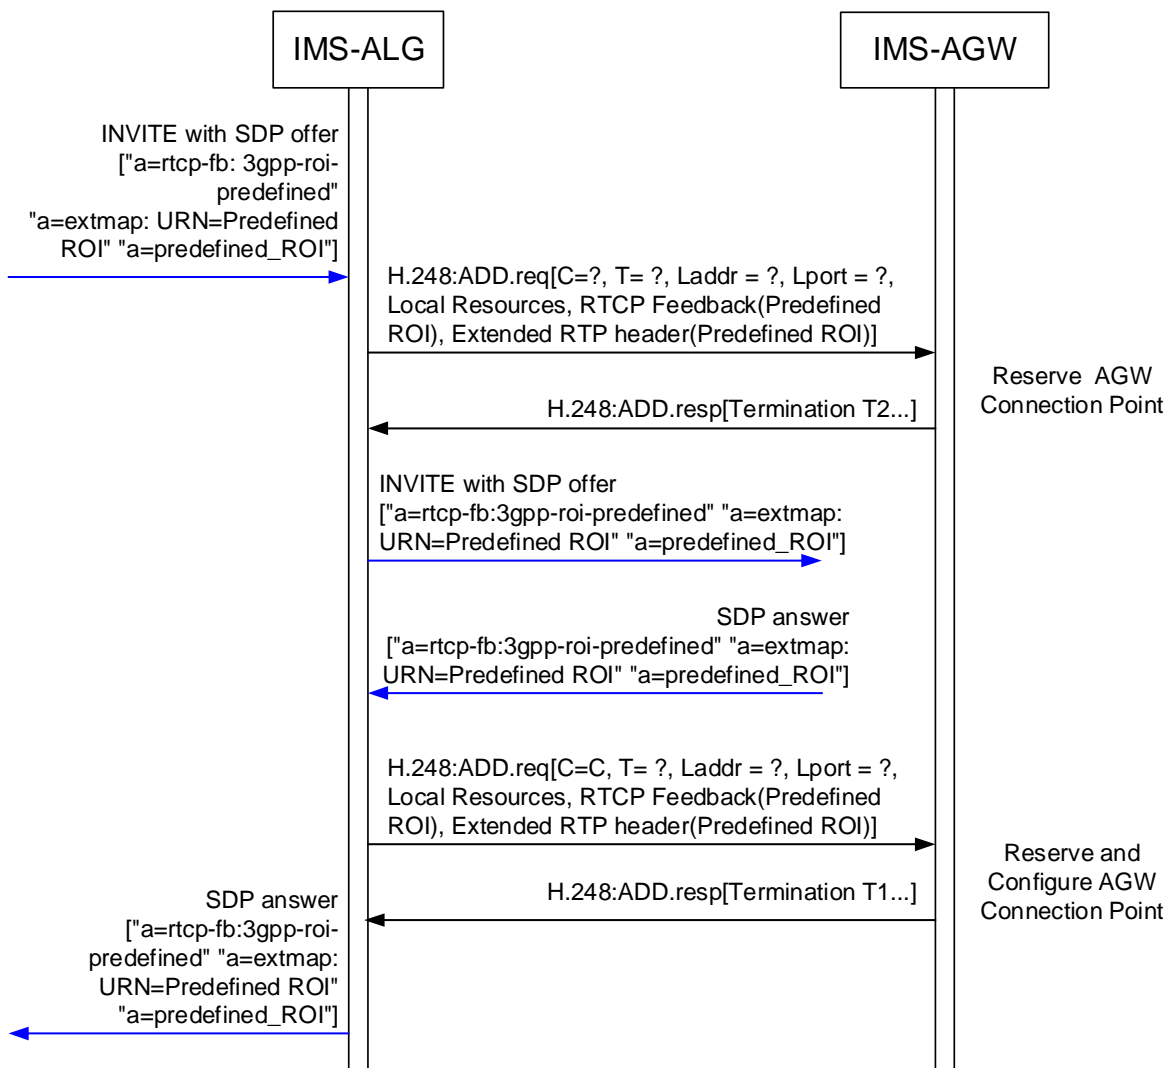 IMS-ALG
IMS-AGW
INVITE with SDP offer
["a=rtcp-fb: 3gpp-roi-
predefined"
"a=extmap: URN=Predefined
ROI" "a=predefined_ROI"]
H.248:ADD.req[C=?, T= ?, Laddr = ?, Lport = ?,
Local Resources, RTCP Feedback(Predefined
ROI), Extended RTP header(Predefined ROI)]
Reserve AGW
Connection Point
H.248:ADD.resp[Termination T2...]
INVITE with SDP offer
["a=rtcp-fb:3gpp-roi-predefined" "a=extmap:
URN=Predefined ROI" "a=predefined_ROI"]
SDP answer
["a=rtcp-fb:3gpp-roi-predefined" "a=extmap:
URN=Predefined ROI" "a=predefined_ROI"]
H.248:ADD.req[C=C, T= ?, Laddr = ?, Lport = ?,
Local Resources, RTCP Feedback(Predefined
ROI), Extended RTP header(Predefined ROI)]
Reserve and
Configure AGW
Connection Point
H.248:ADD.resp[Termination T1...]
SDP answer
["a=rtcp-fb:3gpp-roi-
predefined" "a=extmap:
URN=Predefined ROI"
"a=predefined_ROI"]